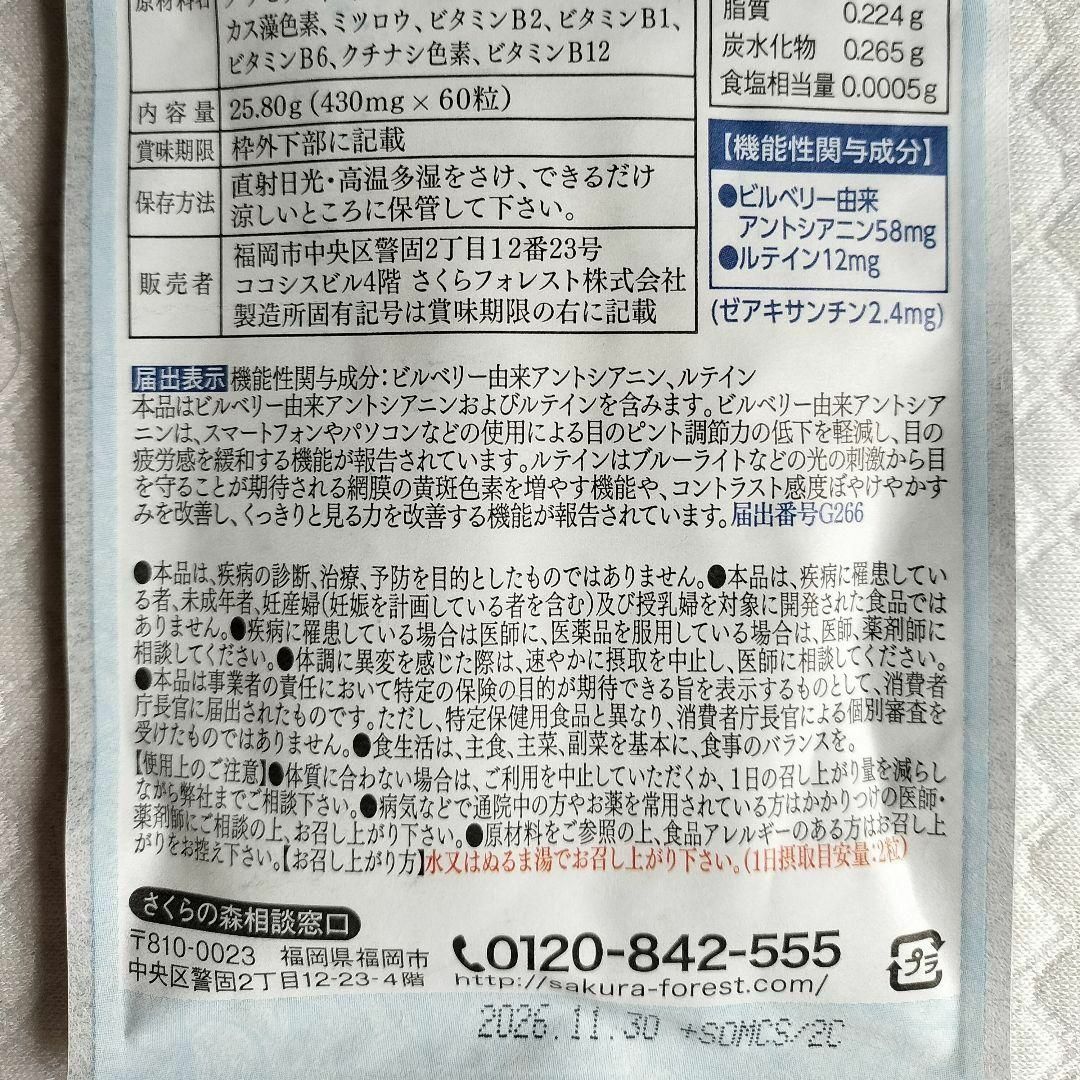 原材料名
カス藻色素、ミツロウ、ビタミンB2、ビタミンB1、
ビタミンB6、クチナシ色素、ビタミンB12
内容量 25.80g(430mg×60粒)
賞味期限 枠外下部に記載
保存方法 直射日光・高温多湿をさけ、できるだけ
涼しいところに保管して下さい。
販売者 福岡市中央区警固2丁目12番23号
ココシスビル4階 さくらフォレスト株式会社
製造所固有記号は賞味期限の右に記載
脂質 0.224g
炭水化物 0.265g
食塩相当量 0.0005g
【機能性関与成分】
●ビルベリー由来
アントシアニン58mg
●ルテイン12mg
(ゼアキサンチン2.4mg)
届出表示 機能性関与成分:ビルベリー由来アントシアニン、ルテイン
本品はビルベリー由来アントシアニンおよびルテインを含みます。ビルベリー由来アントシア
ニンは、スマートフォンやパソコンなどの使用による目のピント調節力の低下を軽減し、目の
疲労感を緩和する機能が報告されています。ルテインはブルーライトなどの光の刺激から目
を守ることが期待される網膜の黄斑色素を増やす機能や、コントラスト感度ぼやけやかす
みを改善し、くっきりと見る力を改善する機能が報告されています。届出番号G266
●本品は、疾病の診断、治療、予防を目的としたものではありません。●本品は、疾病に罹患してい
る者、未成年者、妊産婦(妊娠を計画している者を含む)及び授乳婦を対象に開発された食品では
ありません。●疾病に罹患している場合は医師に、医薬品を服用している場合は、医師、薬剤師に
相談してください。●体調に異変を感じた際は、速やかに摂取を中止し、医師に相談してください。
●本品は事業者の責任において特定の保険の目的が期待できる旨を表示するものとして、消費者
庁長官に届出されたものです。ただし、特定保健用食品と異なり、消費者庁長官による個別審査を
受けたものではありません。●食生活は、主食、主菜、副菜を基本に、食事のバランスを。
【使用上のご注意】●体質に合わない場合は、ご利用を中止していただくか、1日の召し上がり量を減らし
ながら弊社までご相談下さい。●病気などで通院中の方やお薬を常用されている方はかかりつけの医師・
薬剤師にご相談の上、お召し上がり下さい。●原材料をご参照の上、食品アレルギーのある方はお召し上
がりをお控え下さい。【お召し上がり方】水又はぬるま湯でお召し上がり下さい。(1日摂取目安量:2粒)
さくらの森相談窓口
〒810-0023 福岡県福岡市
中央区警固2丁目12-23-4階
0120-842-555
http://sakura-forest.com/
プラ
2026.11.30 +SOMCS/2C